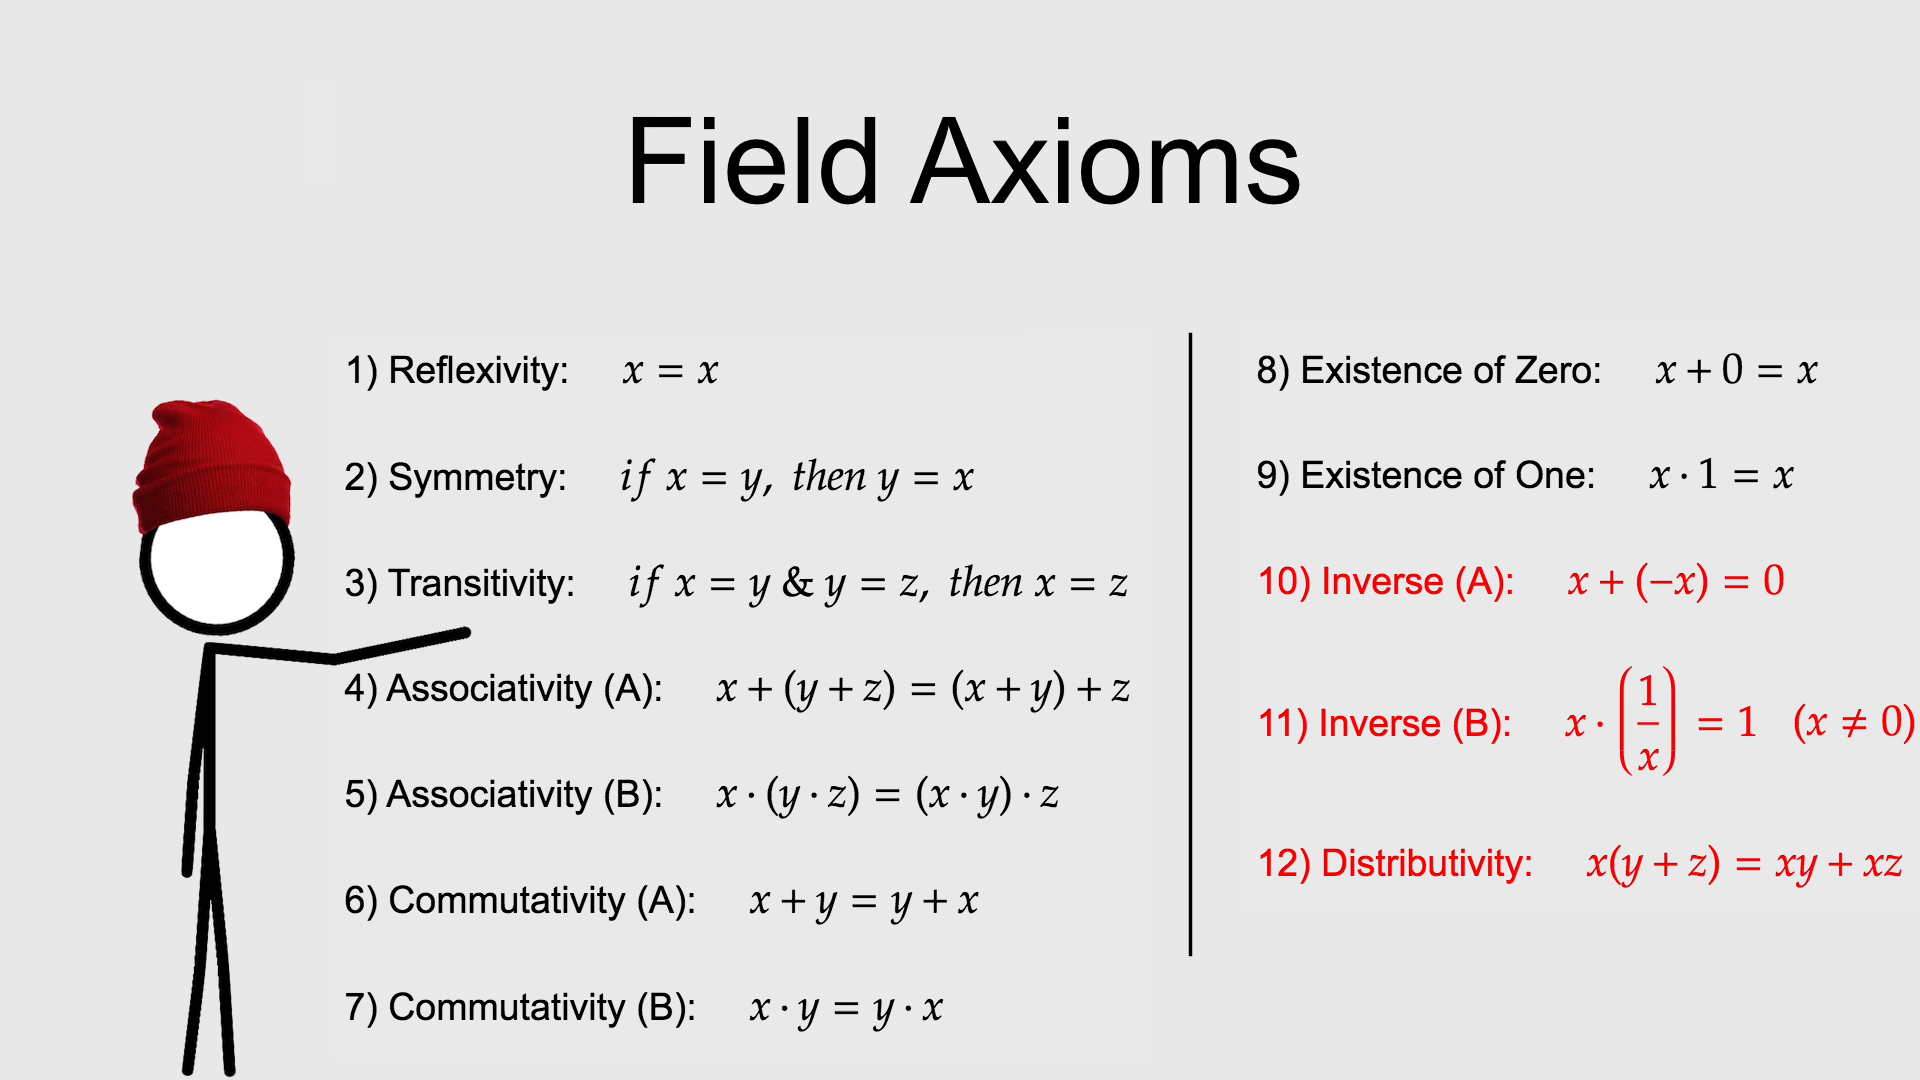 Field Axioms
1) Reflexivity: x = x
2) Symmetry: if x = y, then y = x
3) Transitivity: if x = y & y = z, then x = z
4) Associativity (A): x + (y + z) = (x + y) + z
5) Associativity (B): x · (y · z) = (x · y) · z
6) Commutativity (A): x + y = y + x
7) Commutativity (B): x · y = y · x
8) Existence of Zero: x + 0 = x
9) Existence of One: x · 1 = x
10) Inverse (A): x + (−x) = 0
11) Inverse (B): x · (1/x) = 1 (x ≠ 0)
12) Distributivity: x(y + z) = xy + xz